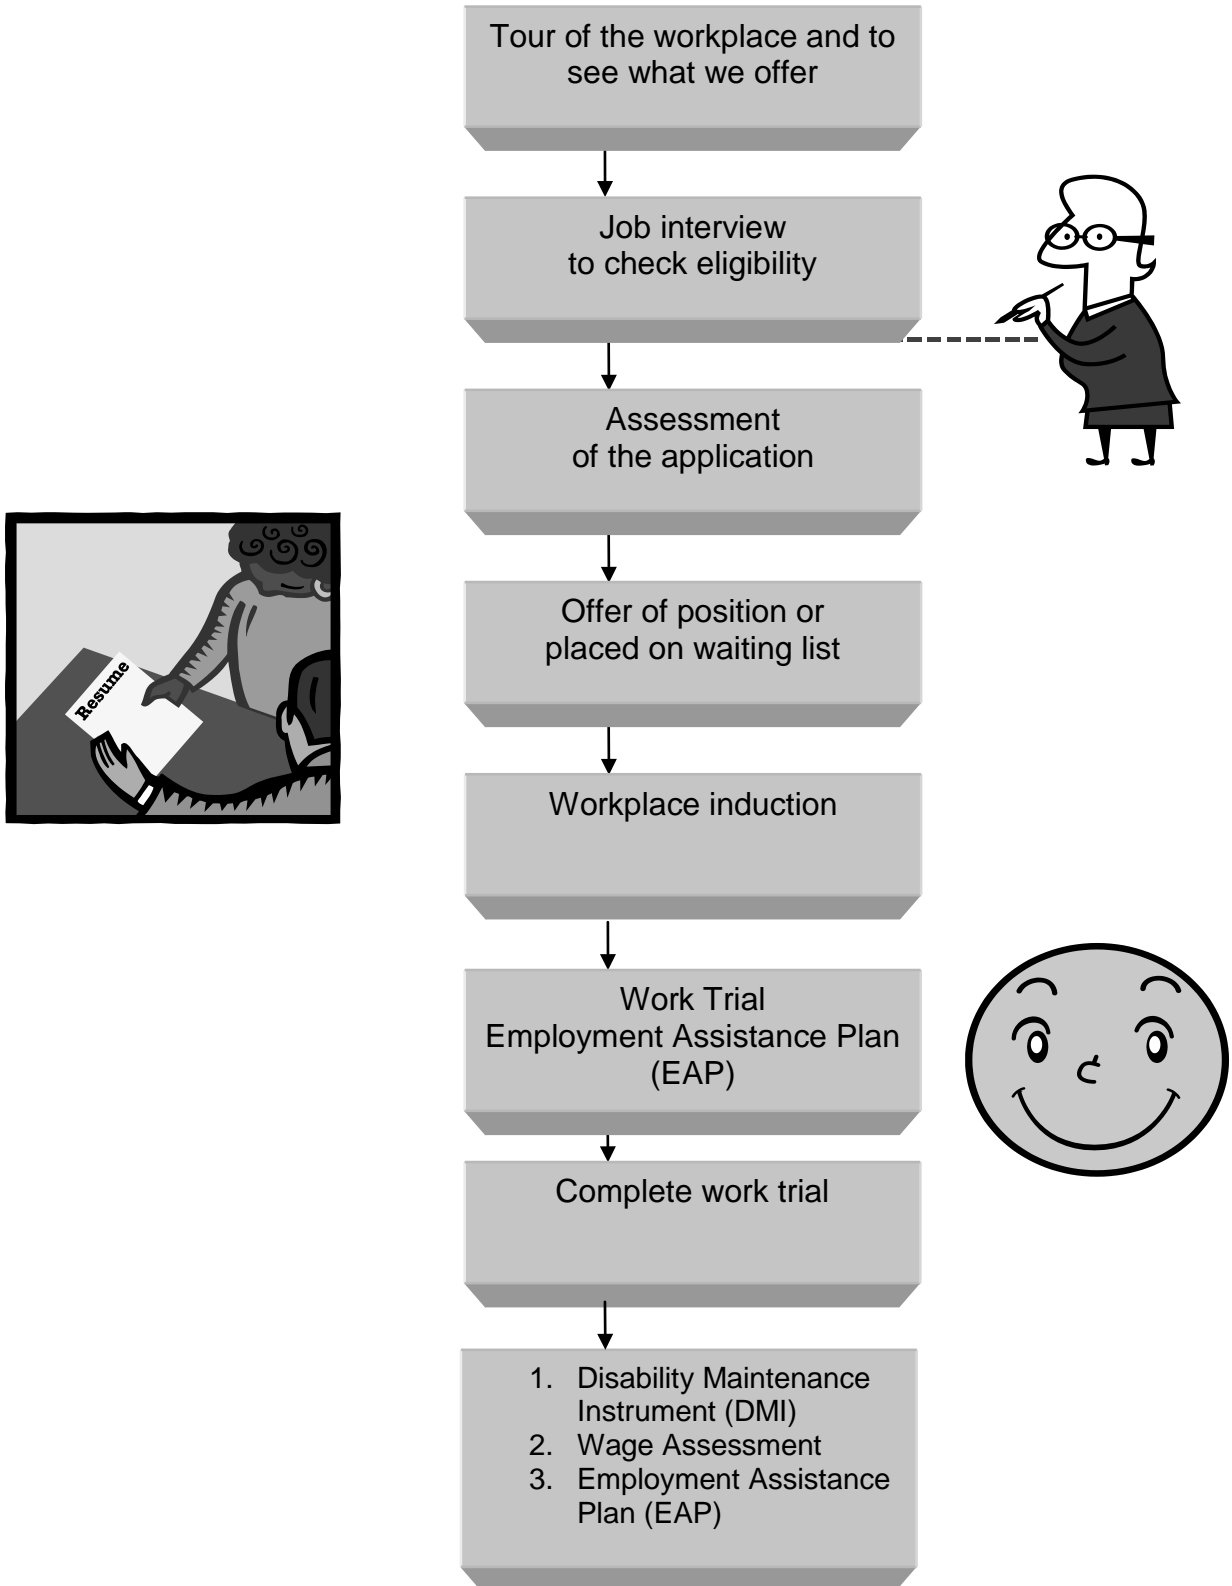 Tour of the workplace and to
see what we offer
Job interview
to check eligibility
Assessment
of the application
Offer of position or
placed on waiting list
Resume
Workplace induction
Work Trial
Employment Assistance Plan
(EAP)
Complete work trial
1. Disability Maintenance
Instrument (DMI)
2. Wage Assessment
3. Employment Assistance
Plan (EAP)